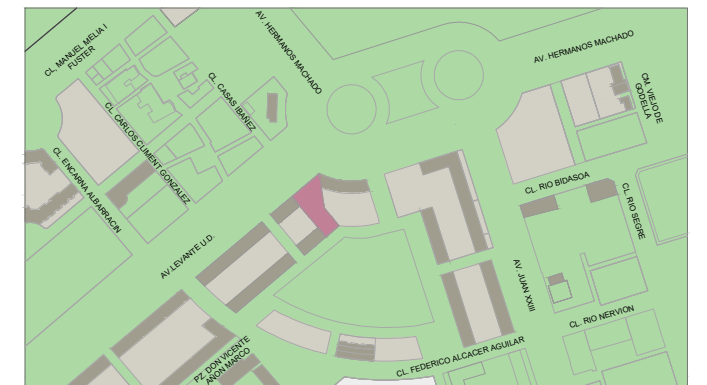 CL. MANUEL MELIA I
FUSTER
AV. HERMANOS MACHADO
AV. HERMANOS MACHADO
CL. CASAS IBAÑEZ
CM. VIEJO DE
GODELLA
CL. CARLOS CLIMENT GONZALEZ
CL. ENCARNA ALBARRACIN
CL. RIO BIDASOA
CL. RIO SEGRE
AV.LEVANTE U.D.
AV. JUAN XXIII
CL. RIO NERVION
PZ. DON VICENTE
AÑON MARCO
CL. FEDERICO ALCACER AGUILAR